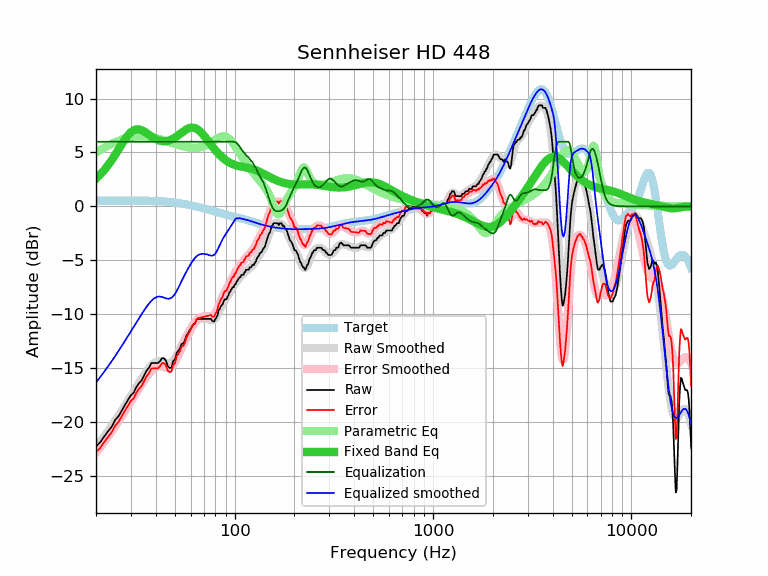 Sennheiser HD 448
10
5
0
−5
−10
−15
−20
−25
Amplitude (dBr)
Target
Raw Smoothed
Error Smoothed
Raw
Error
Parametric Eq
Fixed Band Eq
Equalization
Equalized smoothed
100
1000
10000
Frequency (Hz)